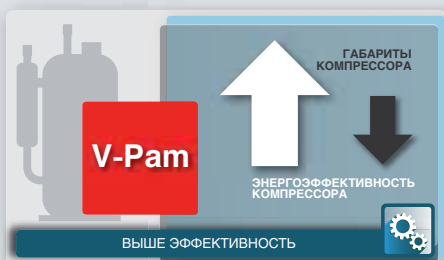 ГАБАРИТЫ
КОМПРЕССОРА
V-Pam
ЭНЕРГОЭФФЕКТИВНОСТЬ
КОМПРЕССОРА
ВЫШЕ ЭФФЕКТИВНОСТЬ